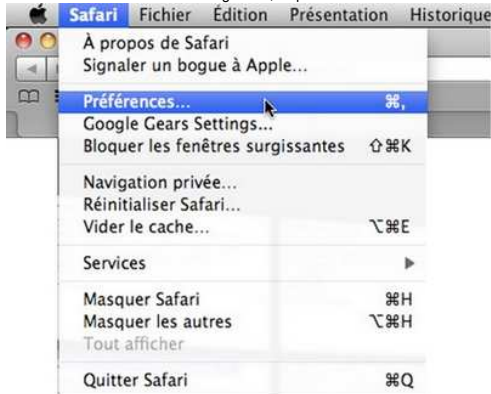 Safari Fichier Édition Présentation Historique
À propos de Safari
Signaler un bogue à Apple...
Préférences... ⌘,
Google Gears Settings...
Bloquer les fenêtres surgissantes ⇧⌘K
Navigation privée...
Réinitialiser Safari...
Vider le cache... ⌥⌘E
Services
Masquer Safari ⌘H
Masquer les autres ⌥⌘H
Tout afficher
Quitter Safari ⌘Q